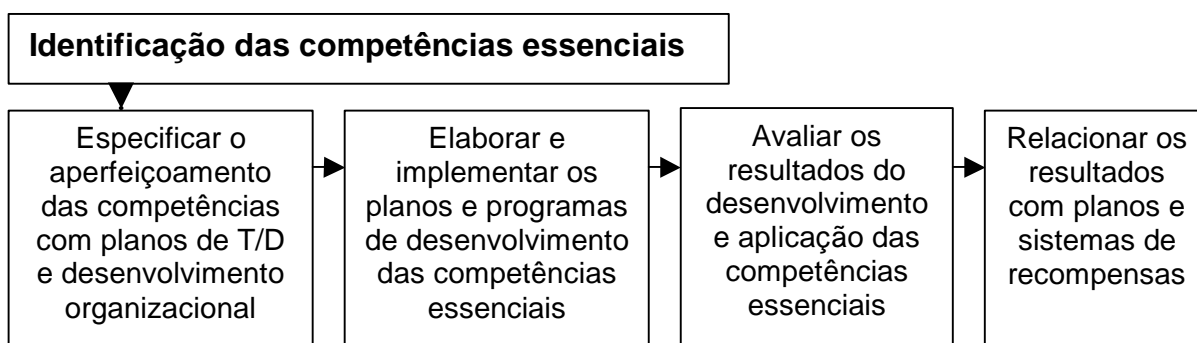 Identificação das competências essenciais
Especificar o
aperfeiçoamento
das competências
com planos de T/D
e desenvolvimento
organizacional
Elaborar e
implementar os
planos e programas
de desenvolvimento
das competências
essenciais
Avaliar os
resultados do
desenvolvimento
e aplicação das
competências
essenciais
Relacionar os
resultados
com planos e
sistemas de
recompensas